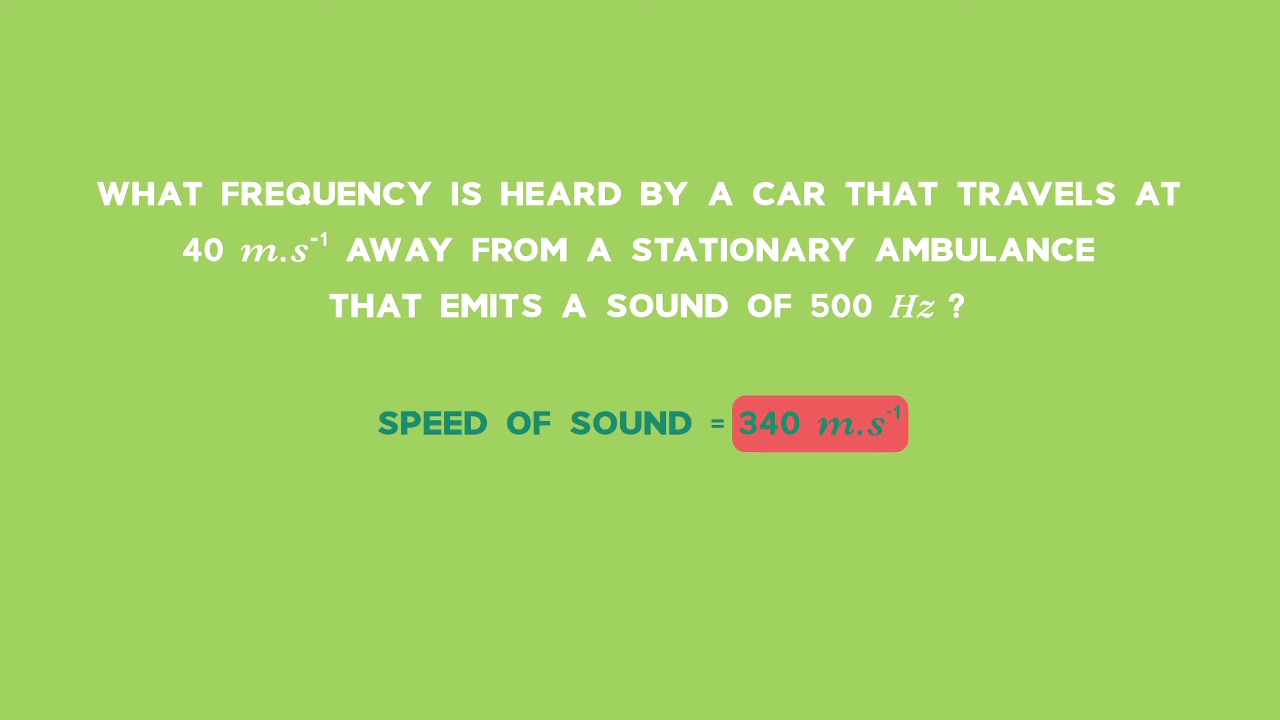 WHAT FREQUENCY IS HEARD BY A CAR THAT TRAVELS AT
40 m.s⁻¹ AWAY FROM A STATIONARY AMBULANCE
THAT EMITS A SOUND OF 500 Hz ?
SPEED OF SOUND = 340 m.s⁻¹